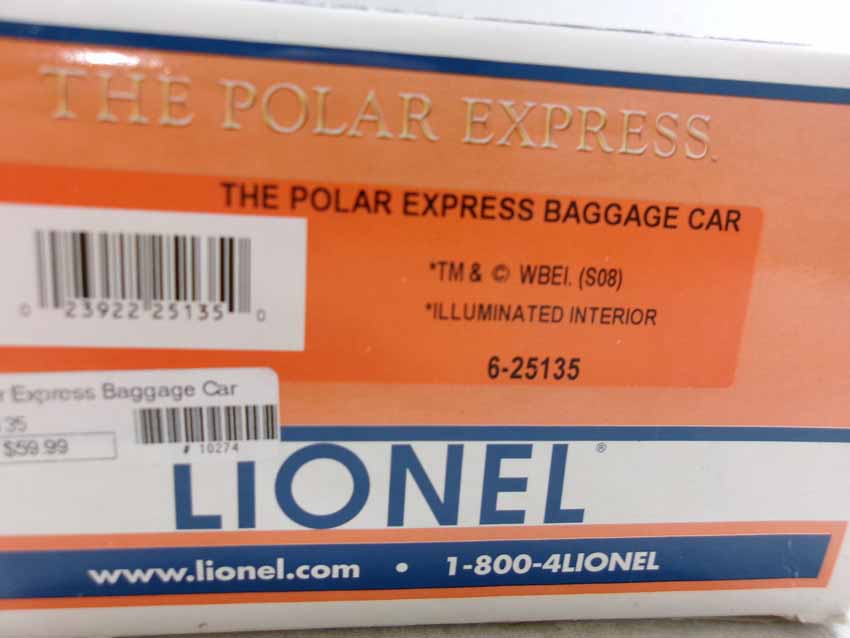 THE POLAR EXPRESS.
THE POLAR EXPRESS BAGGAGE CAR
*TM & © WBEI. (S08)
*ILLUMINATED INTERIOR
6-25135
0 23922 25135 0
r Express Baggage Car
35
$59.99
# 10274
LIONEL®
www.lionel.com • 1-800-4LIONEL